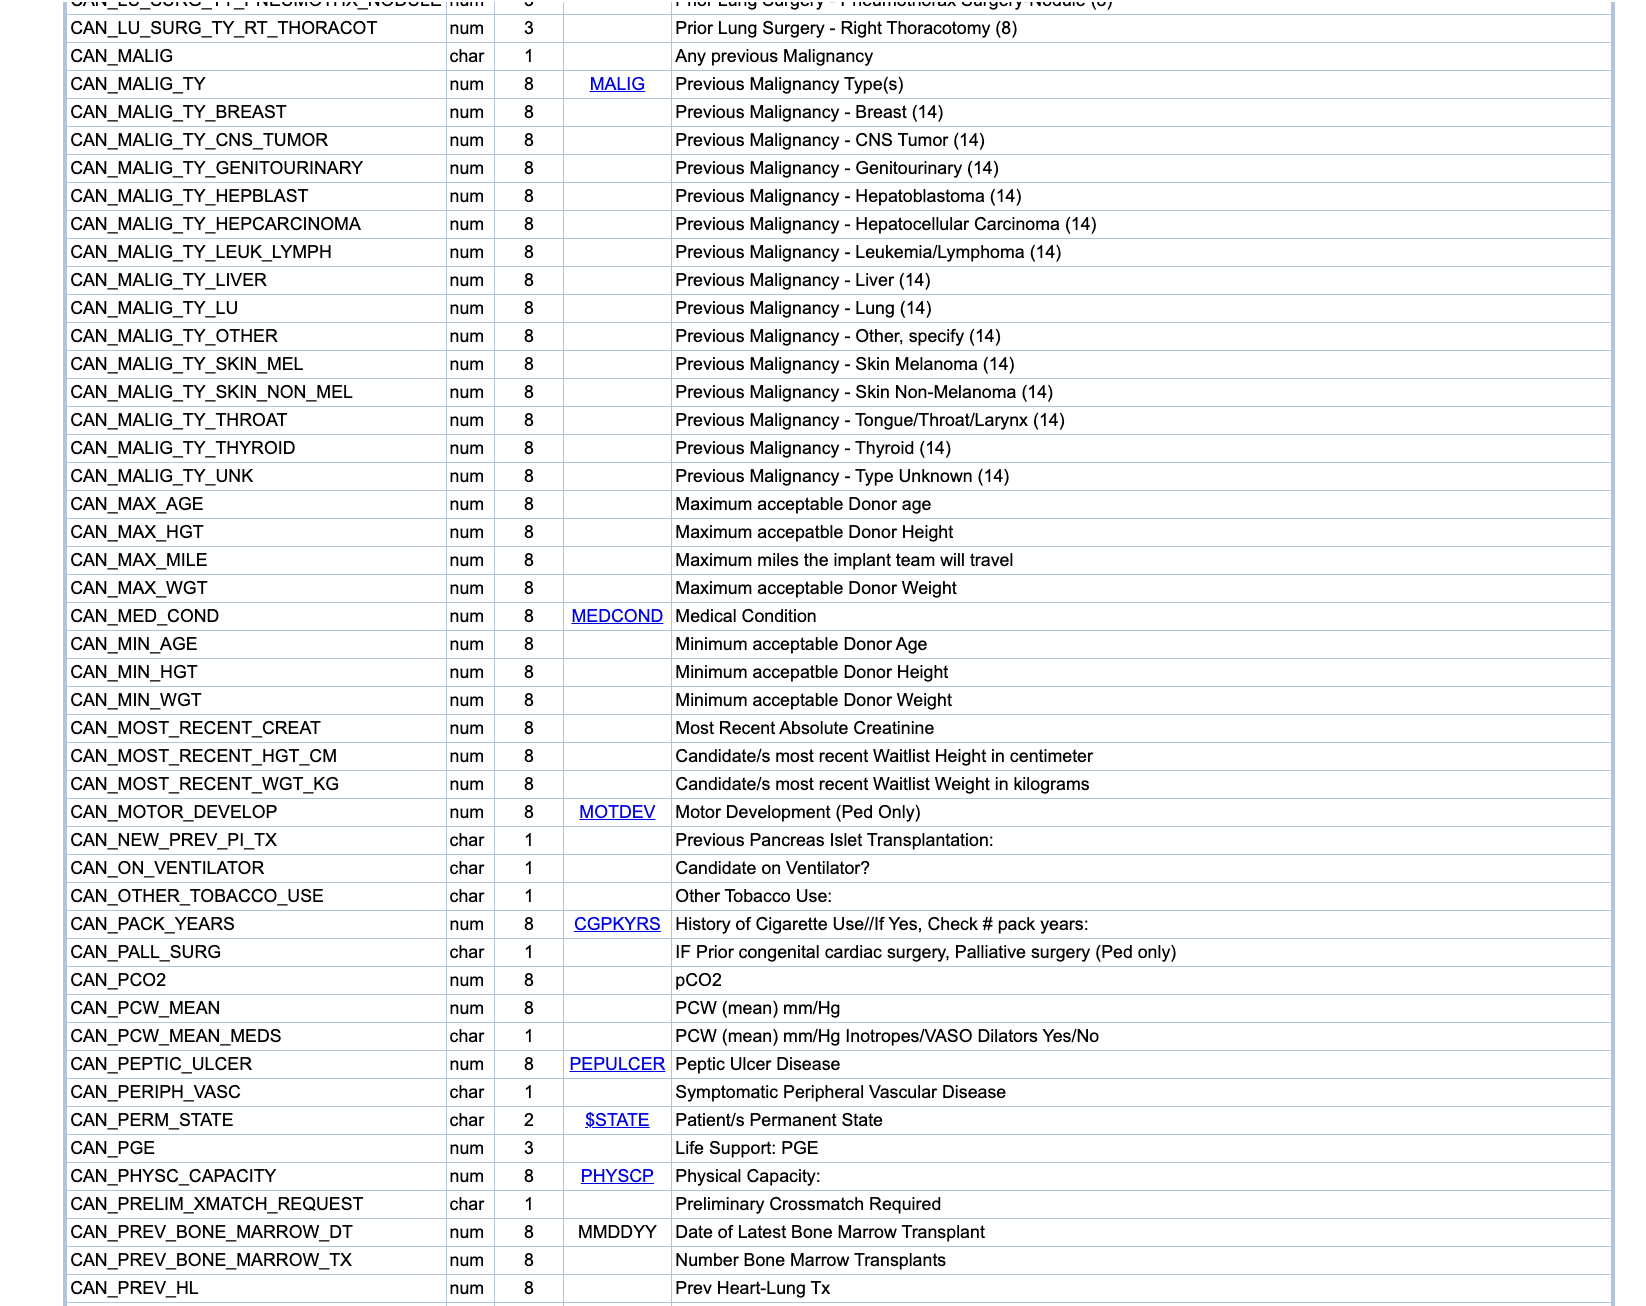 CAN_LU_SURG_TY_RT_THORACOT num 3 Prior Lung Surgery - Right Thoracotomy (8)
CAN_MALIG char 1 Any previous Malignancy
CAN_MALIG_TY num 8 MALIG Previous Malignancy Type(s)
CAN_MALIG_TY_BREAST num 8 Previous Malignancy - Breast (14)
CAN_MALIG_TY_CNS_TUMOR num 8 Previous Malignancy - CNS Tumor (14)
CAN_MALIG_TY_GENITOURINARY num 8 Previous Malignancy - Genitourinary (14)
CAN_MALIG_TY_HEPBLAST num 8 Previous Malignancy - Hepatoblastoma (14)
CAN_MALIG_TY_HEPCARCINOMA num 8 Previous Malignancy - Hepatocellular Carcinoma (14)
CAN_MALIG_TY_LEUK_LYMPH num 8 Previous Malignancy - Leukemia/Lymphoma (14)
CAN_MALIG_TY_LIVER num 8 Previous Malignancy - Liver (14)
CAN_MALIG_TY_LU num 8 Previous Malignancy - Lung (14)
CAN_MALIG_TY_OTHER num 8 Previous Malignancy - Other, specify (14)
CAN_MALIG_TY_SKIN_MEL num 8 Previous Malignancy - Skin Melanoma (14)
CAN_MALIG_TY_SKIN_NON_MEL num 8 Previous Malignancy - Skin Non-Melanoma (14)
CAN_MALIG_TY_THROAT num 8 Previous Malignancy - Tongue/Throat/Larynx (14)
CAN_MALIG_TY_THYROID num 8 Previous Malignancy - Thyroid (14)
CAN_MALIG_TY_UNK num 8 Previous Malignancy - Type Unknown (14)
CAN_MAX_AGE num 8 Maximum acceptable Donor age
CAN_MAX_HGT num 8 Maximum accepatble Donor Height
CAN_MAX_MILE num 8 Maximum miles the implant team will travel
CAN_MAX_WGT num 8 Maximum acceptable Donor Weight
CAN_MED_COND num 8 MEDCOND Medical Condition
CAN_MIN_AGE num 8 Minimum acceptable Donor Age
CAN_MIN_HGT num 8 Minimum accepatble Donor Height
CAN_MIN_WGT num 8 Minimum acceptable Donor Weight
CAN_MOST_RECENT_CREAT num 8 Most Recent Absolute Creatinine
CAN_MOST_RECENT_HGT_CM num 8 Candidate/s most recent Waitlist Height in centimeter
CAN_MOST_RECENT_WGT_KG num 8 Candidate/s most recent Waitlist Weight in kilograms
CAN_MOTOR_DEVELOP num 8 MOTDEV Motor Development (Ped Only)
CAN_NEW_PREV_PI_TX char 1 Previous Pancreas Islet Transplantation:
CAN_ON_VENTILATOR char 1 Candidate on Ventilator?
CAN_OTHER_TOBACCO_USE char 1 Other Tobacco Use:
CAN_PACK_YEARS num 8 CGPKYRS History of Cigarette Use//If Yes, Check # pack years:
CAN_PALL_SURG char 1 IF Prior congenital cardiac surgery, Palliative surgery (Ped only)
CAN_PCO2 num 8 pCO2
CAN_PCW_MEAN num 8 PCW (mean) mm/Hg
CAN_PCW_MEAN_MEDS char 1 PCW (mean) mm/Hg Inotropes/VASO Dilators Yes/No
CAN_PEPTIC_ULCER num 8 PEPULCER Peptic Ulcer Disease
CAN_PERIPH_VASC char 1 Symptomatic Peripheral Vascular Disease
CAN_PERM_STATE char 2 $STATE Patient/s Permanent State
CAN_PGE num 3 Life Support: PGE
CAN_PHYSC_CAPACITY num 8 PHYSCP Physical Capacity:
CAN_PRELIM_XMATCH_REQUEST char 1 Preliminary Crossmatch Required
CAN_PREV_BONE_MARROW_DT num 8 MMDDYY Date of Latest Bone Marrow Transplant
CAN_PREV_BONE_MARROW_TX num 8 Number Bone Marrow Transplants
CAN_PREV_HL num 8 Prev Heart-Lung Tx